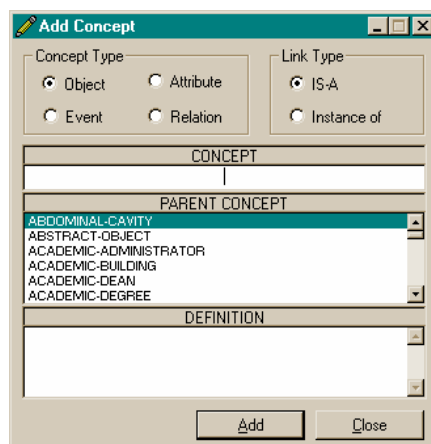 Add Concept
Concept Type
Link Type
Object
Attribute
IS-A
Event
Relation
Instance of
CONCEPT
PARENT CONCEPT
ABDOMINAL-CAVITY
ABSTRACT-OBJECT
ACADEMIC-ADMINISTRATOR
ACADEMIC-BUILDING
ACADEMIC-DEAN
ACADEMIC-DEGREE
DEFINITION
Add
Close